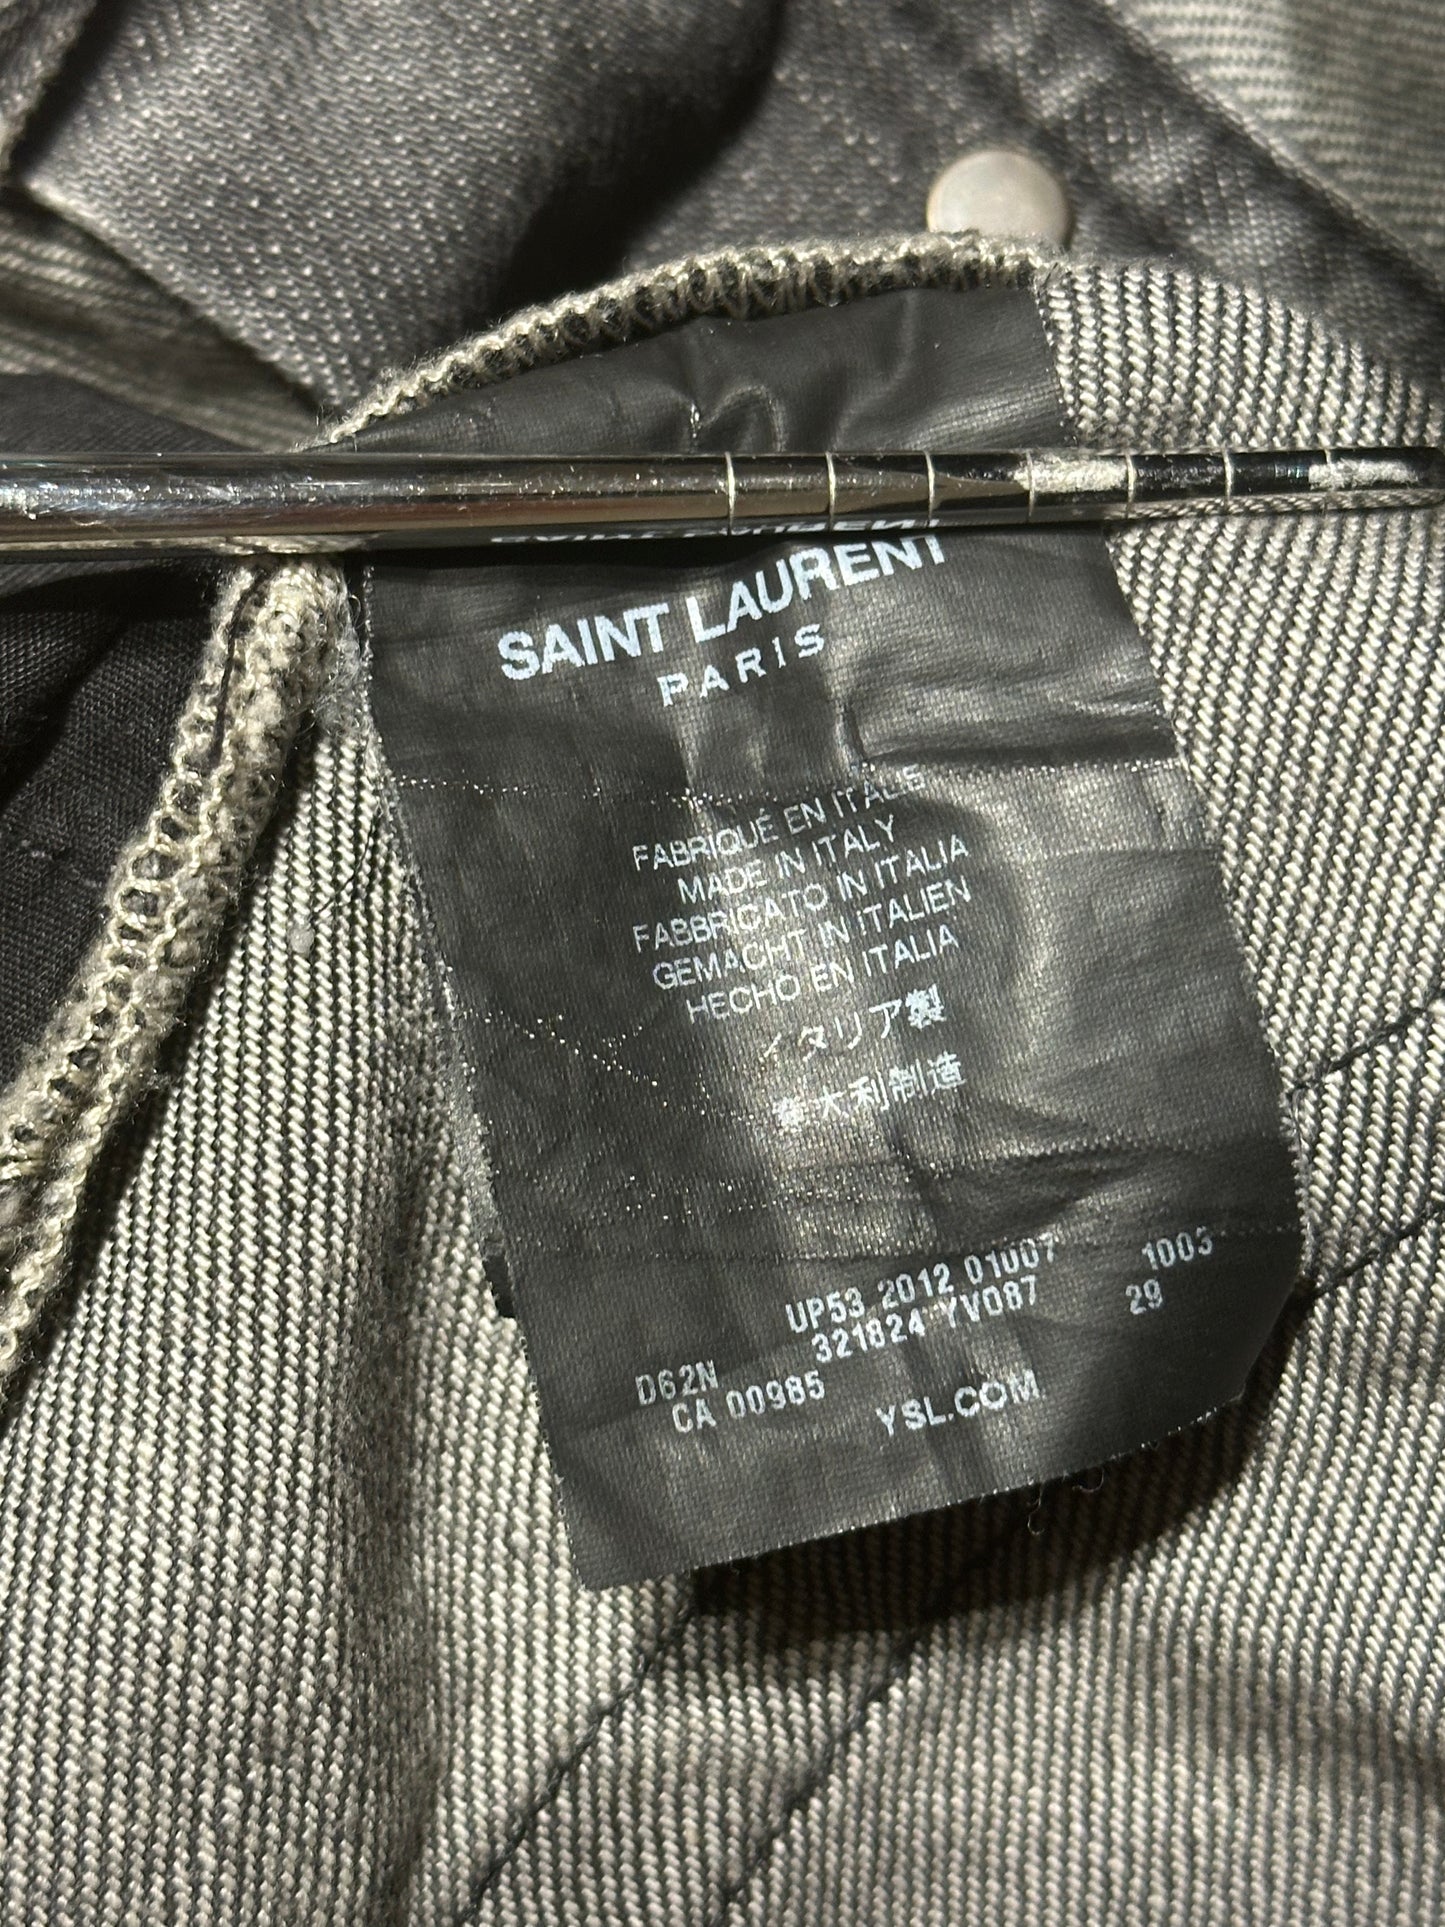 SAINT LAURENT
PARIS
FABRIQUÉ EN ITALIE
MADE IN ITALY
FABBRICATO IN ITALIA
GEMACHT IN ITALIEN
HECHO EN ITALIA
イタリア製
意大利制造
UP53 2012 01007 1003
321824 YV087 29
D62N
CA 00985
YSL.COM